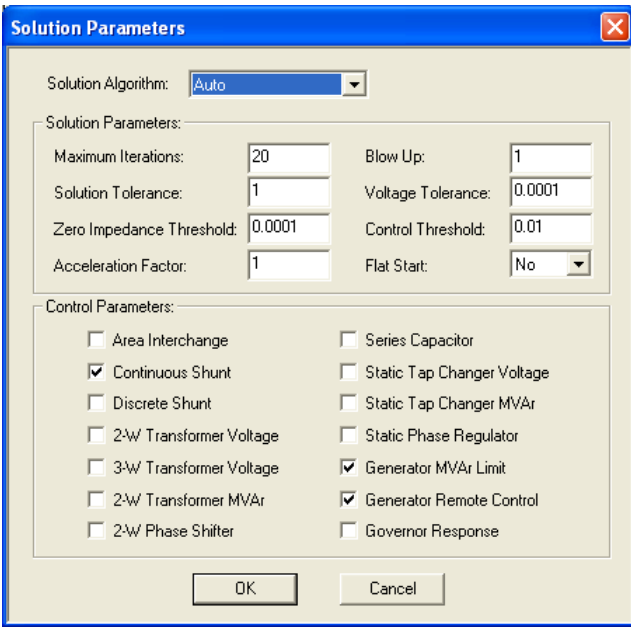 Solution Parameters
Solution Algorithm: Auto
Solution Parameters:
Maximum Iterations: 20 Blow Up: 1
Solution Tolerance: 1 Voltage Tolerance: 0.0001
Zero Impedance Threshold: 0.0001 Control Threshold: 0.01
Acceleration Factor: 1 Flat Start: No
Control Parameters:
Area Interchange Series Capacitor
Continuous Shunt Static Tap Changer Voltage
Discrete Shunt Static Tap Changer MVAr
2-W Transformer Voltage Static Phase Regulator
3-W Transformer Voltage Generator MVAr Limit
2-W Transformer MVAr Generator Remote Control
2-W Phase Shifter Governor Response
OK Cancel